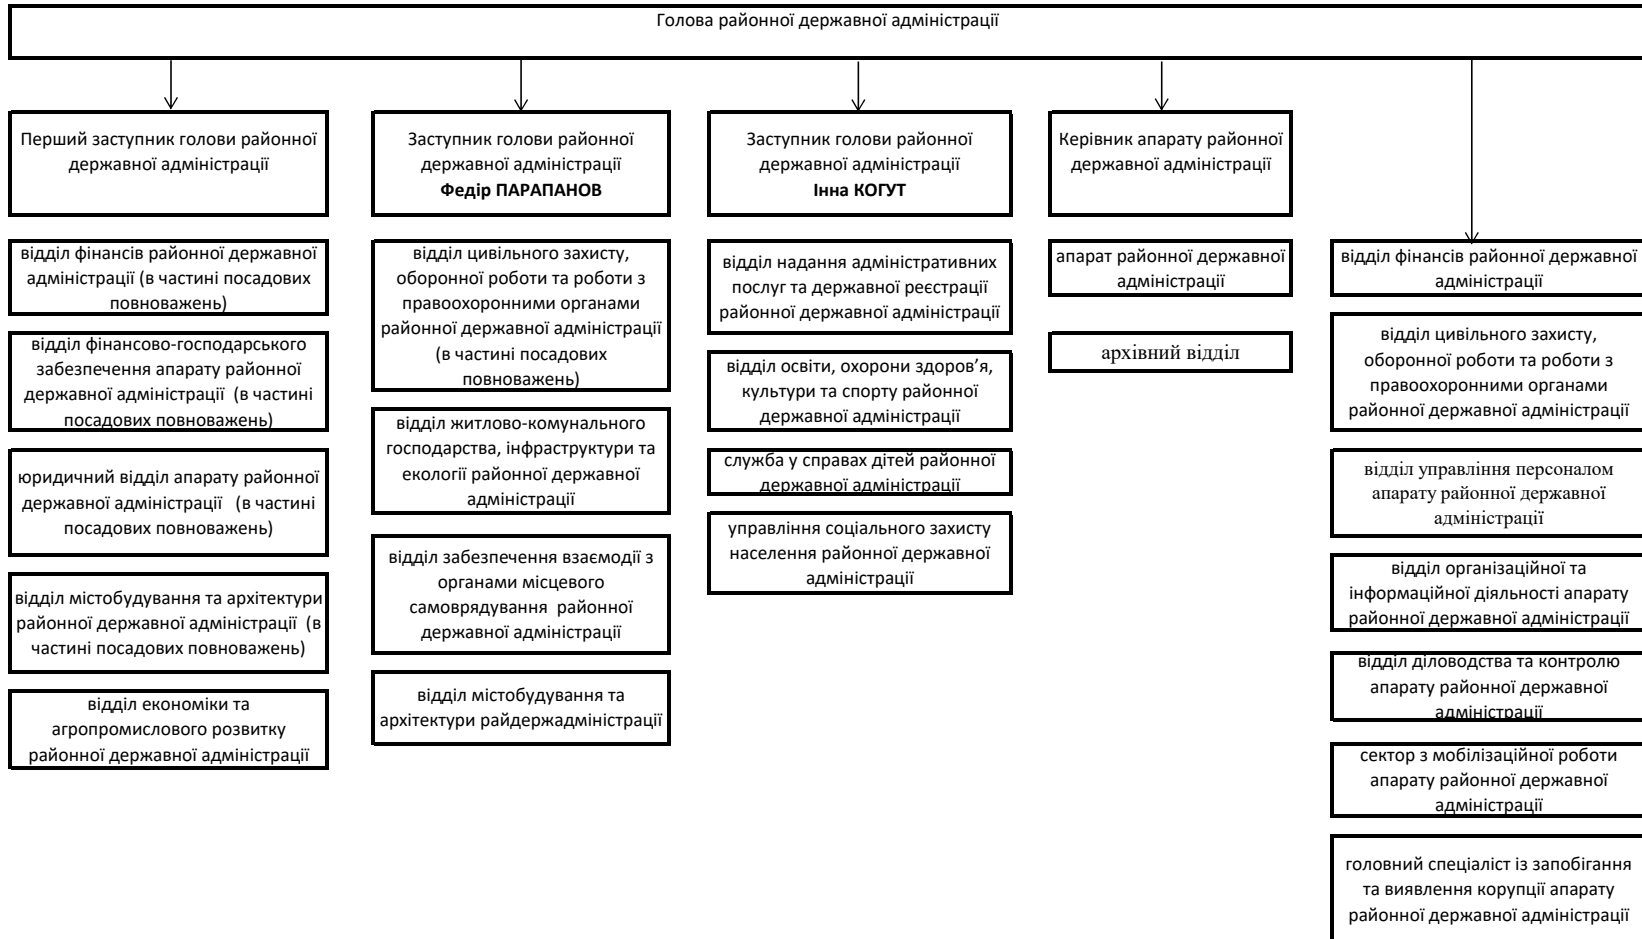 Голова районної державної адміністрації
Перший заступник голови районної
державної адміністрації
Заступник голови районної
державної адміністрації
Федір ПАРАПАНОВ
Заступник голови районної
державної адміністрації
Інна КОГУТ
Керівник апарату районної
державної адміністрації
відділ фінансів районної державної
адміністрації (в частині посадових
повноважень)
відділ фінансово-господарського
забезпечення апарату районної
державної адміністрації (в частині
посадових повноважень)
юридичний відділ апарату районної
державної адміністрації (в частині
посадових повноважень)
відділ містобудування та архітектури
районної державної адміністрації (в
частині посадових повноважень)
відділ економіки та
агропромислового розвитку
районної державної адміністрації
відділ цивільного захисту,
оборонної роботи та роботи з
правоохоронними органами
районної державної адміністрації
(в частині посадових
повноважень)
відділ житлово-комунального
господарства, інфраструктури та
екології районної державної
адміністрації
відділ забезпечення взаємодії з
органами місцевого
самоврядування районної
державної адміністрації
відділ містобудування та
архітектури райдержадміністрації
відділ надання адміністративних
послуг та державної реєстрації
районної державної адміністрації
відділ освіти, охорони здоров’я,
культури та спорту районної
державної адміністрації
служба у справах дітей районної
державної адміністрації
управління соціального захисту
населення районної державної
адміністрації
апарат районної державної
адміністрації
архівний відділ
відділ фінансів районної державної
адміністрації
відділ цивільного захисту,
оборонної роботи та роботи з
правоохоронними органами
районної державної адміністрації
відділ управління персоналом
апарату районної державної
адміністрації
відділ організаційної та
інформаційної діяльності апарату
районної державної адміністрації
відділ діловодства та контролю
апарату районної державної
адміністрації
сектор з мобілізаційної роботи
апарату районної державної
адміністрації
головний спеціаліст із запобігання
та виявлення корупції апарату
районної державної адміністрації